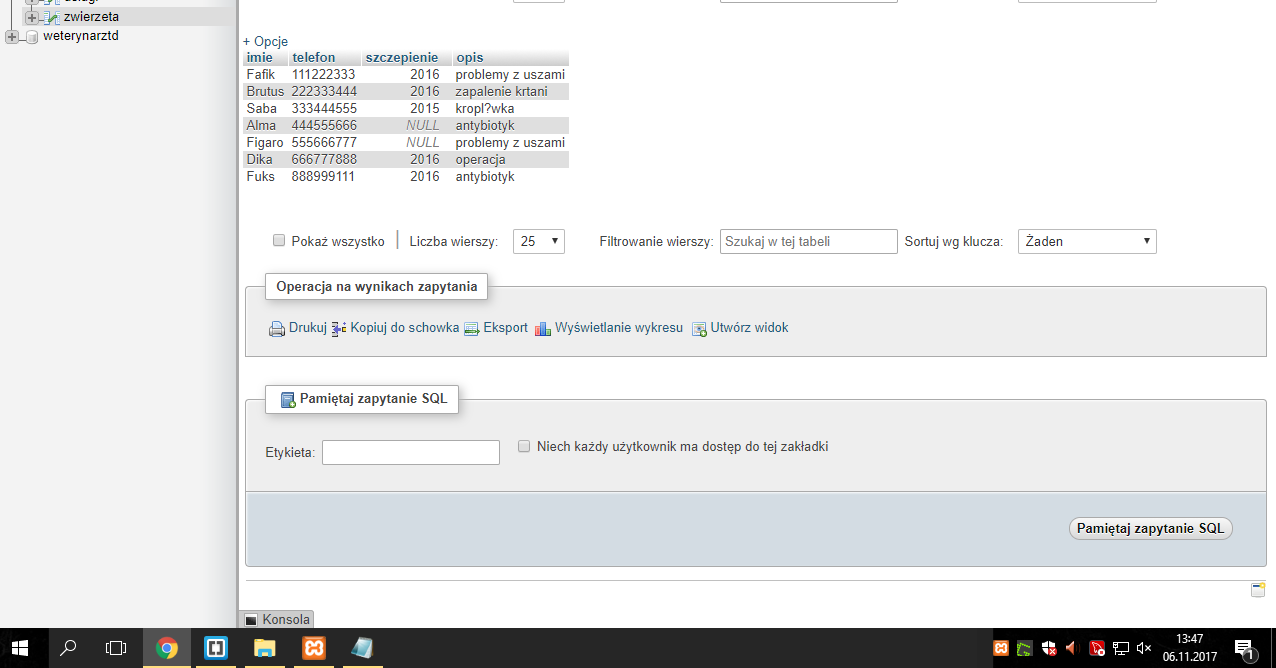 zwierzeta
weterynarztd
+ Opcje
imie telefon szczepienie opis
Fafik 111222333 2016 problemy z uszami
Brutus 222333444 2016 zapalenie krtani
Saba 333444555 2015 kropl?wka
Alma 444555666 NULL antybiotyk
Figaro 555666777 NULL problemy z uszami
Dika 666777888 2016 operacja
Fuks 888999111 2016 antybiotyk
Pokaż wszystko Liczba wierszy: 25 Filtrowanie wierszy: Szukaj w tej tabeli Sortuj wg klucza: Żaden
Operacja na wynikach zapytania
Drukuj Kopiuj do schowka Eksport Wyświetlanie wykresu Utwórz widok
Pamiętaj zapytanie SQL
Etykieta: Niech każdy użytkownik ma dostęp do tej zakładki
Pamiętaj zapytanie SQL
Konsola
13:47
06.11.2017
1